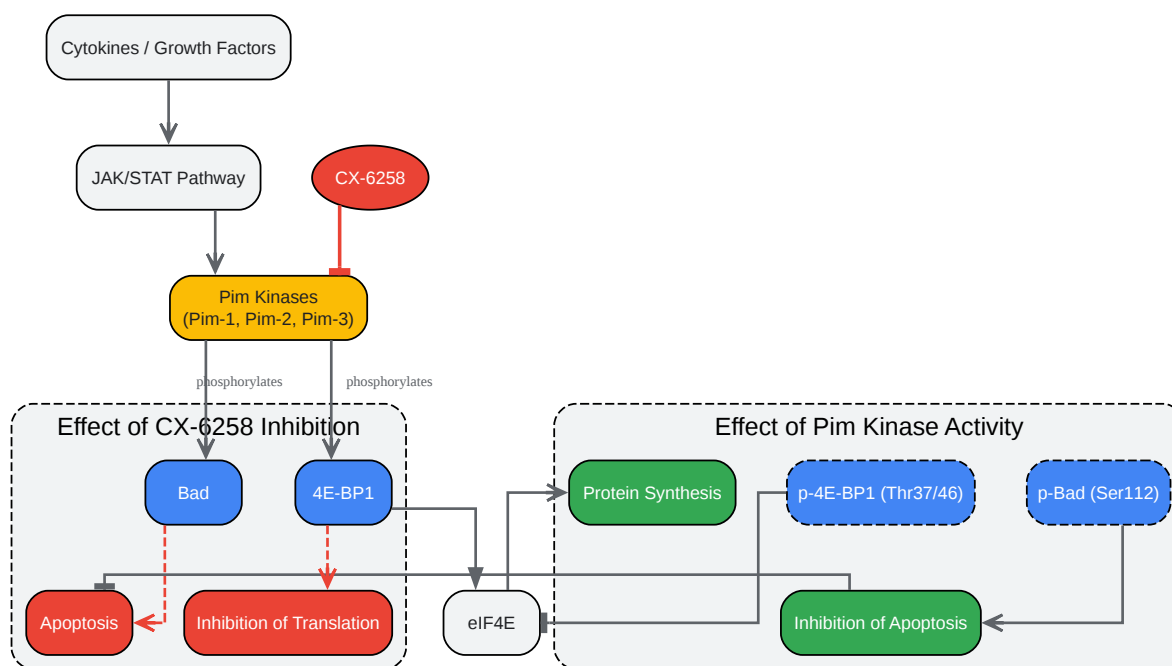 Cytokines / Growth Factors
JAK/STAT Pathway
CX-6258
Pim Kinases
(Pim-1, Pim-2, Pim-3)
phosphorylates
phosphorylates
Effect of CX-6258 Inhibition
Effect of Pim Kinase Activity
Bad
4E-BP1
Protein Synthesis
p-4E-BP1 (Thr37/46)
p-Bad (Ser112)
Apoptosis
Inhibition of Translation
eIF4E
Inhibition of Apoptosis